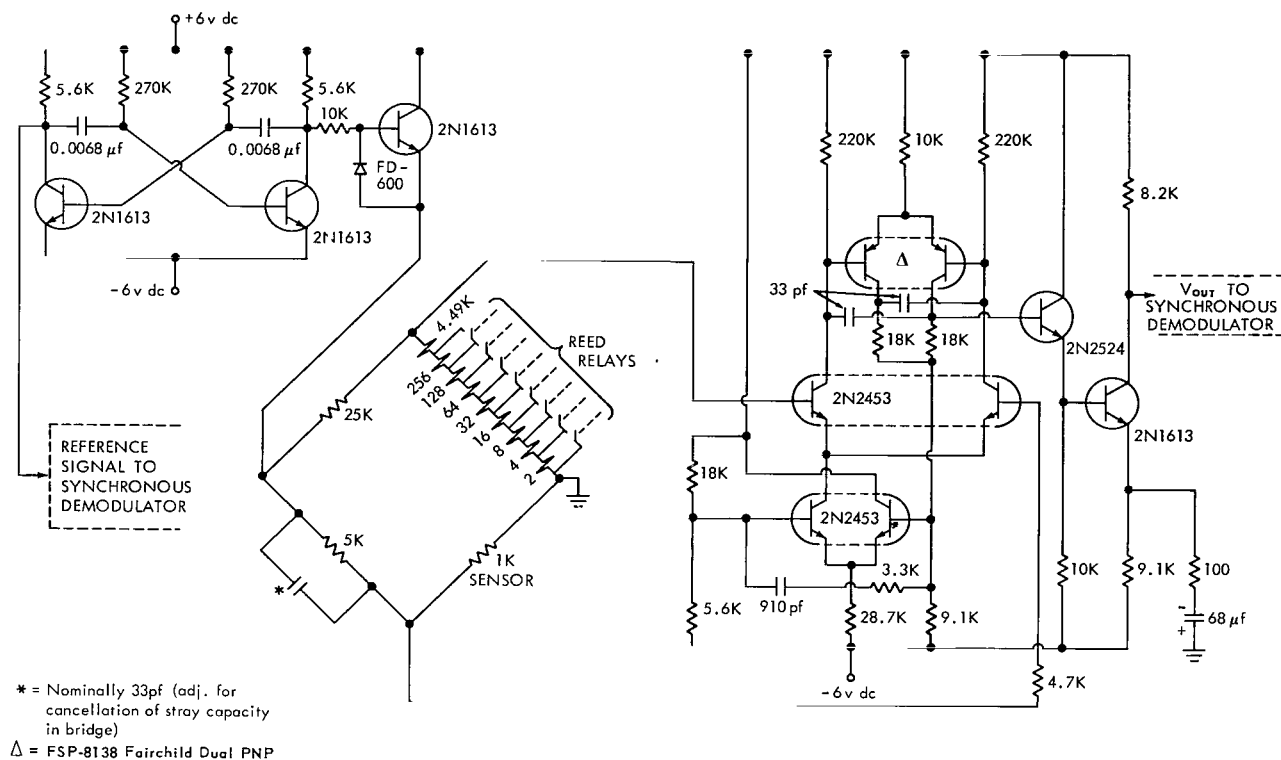 +6v dc
5.6K
270K
270K
5.6K
10K
2N1613
0.0068 µf
0.0068 µf
FD-
600
2N1613
2N1613
-6v dc
4.49K
REED
RELAYS
256
128
64
32
16
8
4
2
25K
REFERENCE
SIGNAL TO
SYNCHRONOUS
DEMODULATOR
5K
1K
SENSOR
*
* = Nominally 33pf (adj. for
cancellation of stray capacity
in bridge)
Δ = FSP-8138 Fairchild Dual PNP
220K
10K
220K
8.2K
Δ
33 pf
18K
18K
VOUT TO
SYNCHRONOUS
DEMODULATOR
2N2524
2N2453
2N1613
18K
2N2453
3.3K
5.6K
910 pf
28.7K
9.1K
10K
9.1K
100
-
+
68 µf
-6v dc
4.7K